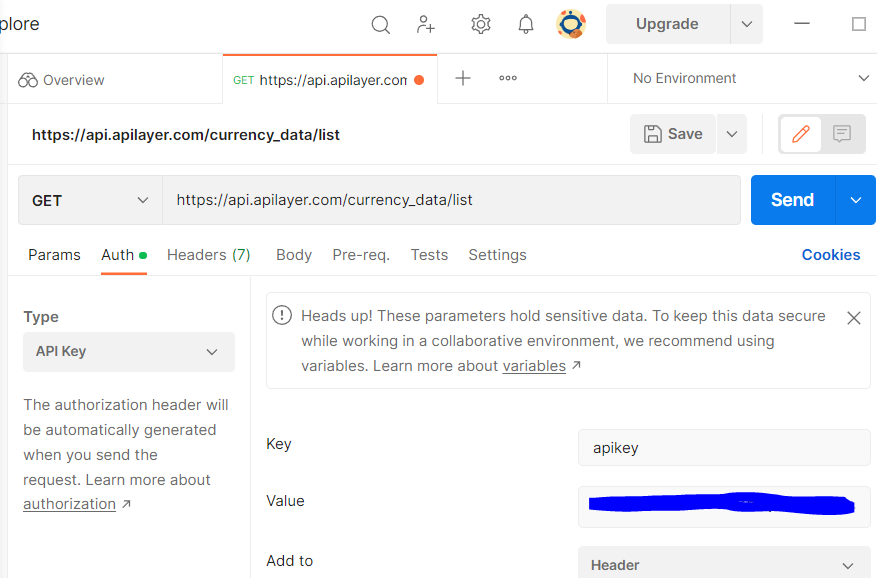 plore
Upgrade
Overview
GET https://api.apilayer.com
No Environment
https://api.apilayer.com/currency_data/list
Save
GET
https://api.apilayer.com/currency_data/list
Send
Params
Auth
Headers (7)
Body
Pre-req.
Tests
Settings
Cookies
Type
API Key
The authorization header will
be automatically generated
when you send the
request. Learn more about
authorization ↗
Heads up! These parameters hold sensitive data. To keep this data secure
while working in a collaborative environment, we recommend using
variables. Learn more about variables ↗
Key
apikey
Value
Add to
Header